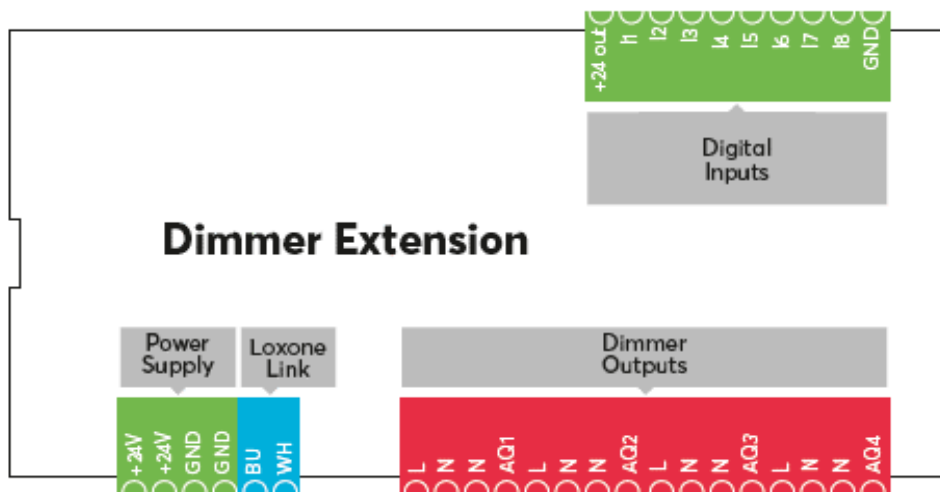 +24 out
I1
I2
I3
I4
I5
I6
I7
I8
GND
Digital
Inputs
Dimmer Extension
Power
Supply
Loxone
Link
Dimmer
Outputs
+24V
+24V
GND
GND
BU
WH
L
N
N
AQ1
L
N
N
AQ2
L
N
N
AQ3
L
N
N
AQ4